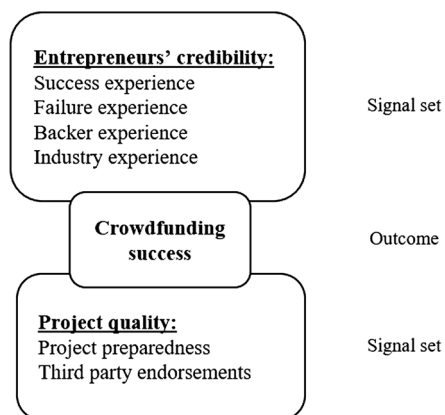 Entrepreneurs' credibility:
Success experience
Failure experience
Backer experience
Industry experience
Signal set
Crowdfunding
success
Outcome
Project quality:
Project preparedness
Third party endorsements
Signal set